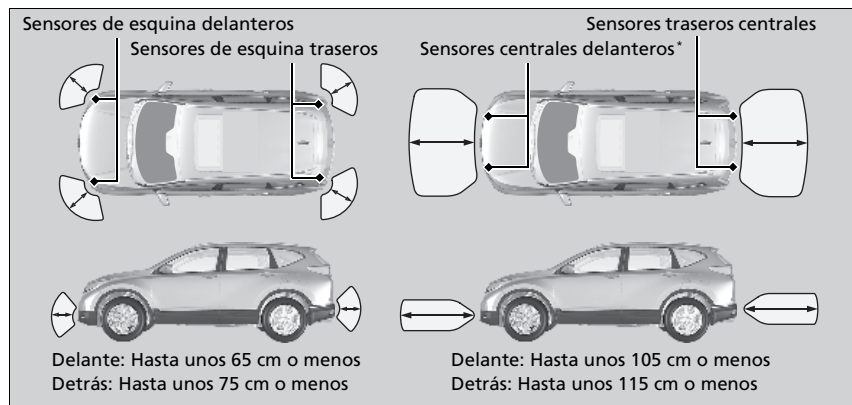 Sensores de esquina delanteros
Sensores de esquina traseros
Sensores traseros centrales
Sensores centrales delanteros*
Delante: Hasta unos 65 cm o menos
Detrás: Hasta unos 75 cm o menos
Delante: Hasta unos 105 cm o menos
Detrás: Hasta unos 115 cm o menos